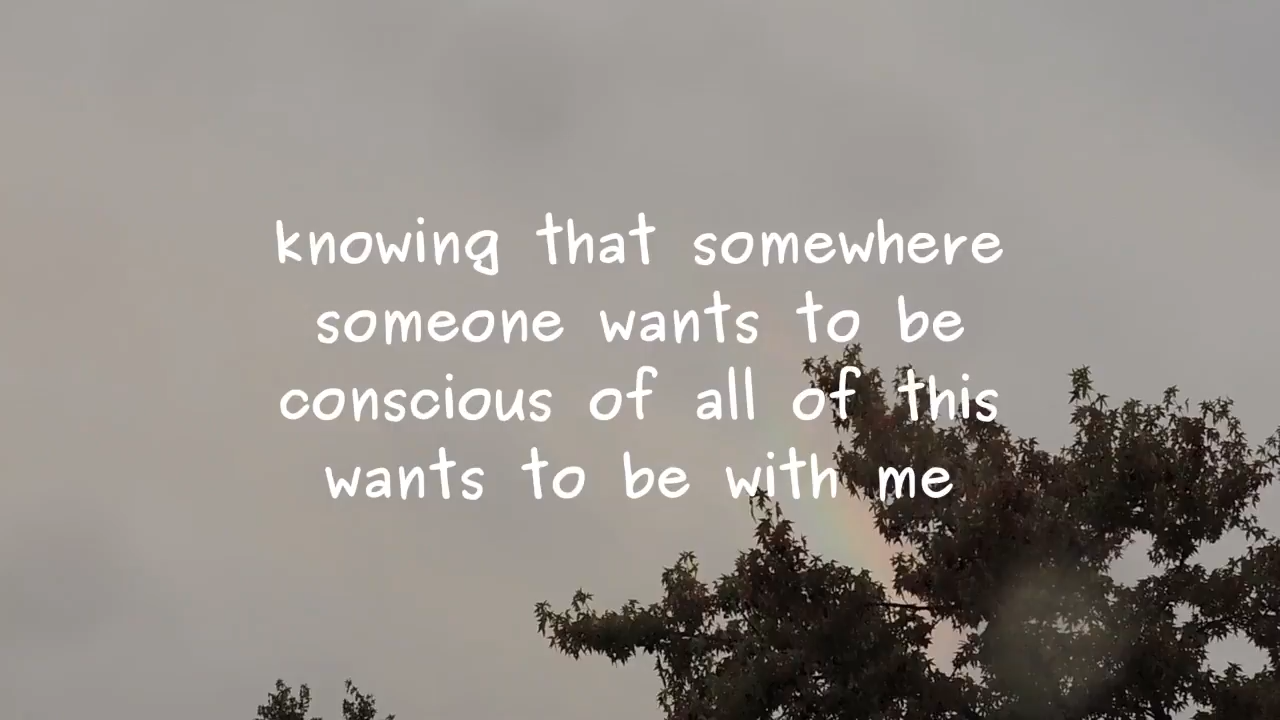 knowing that somewhere
someone wants to be
conscious of all of this
wants to be with me